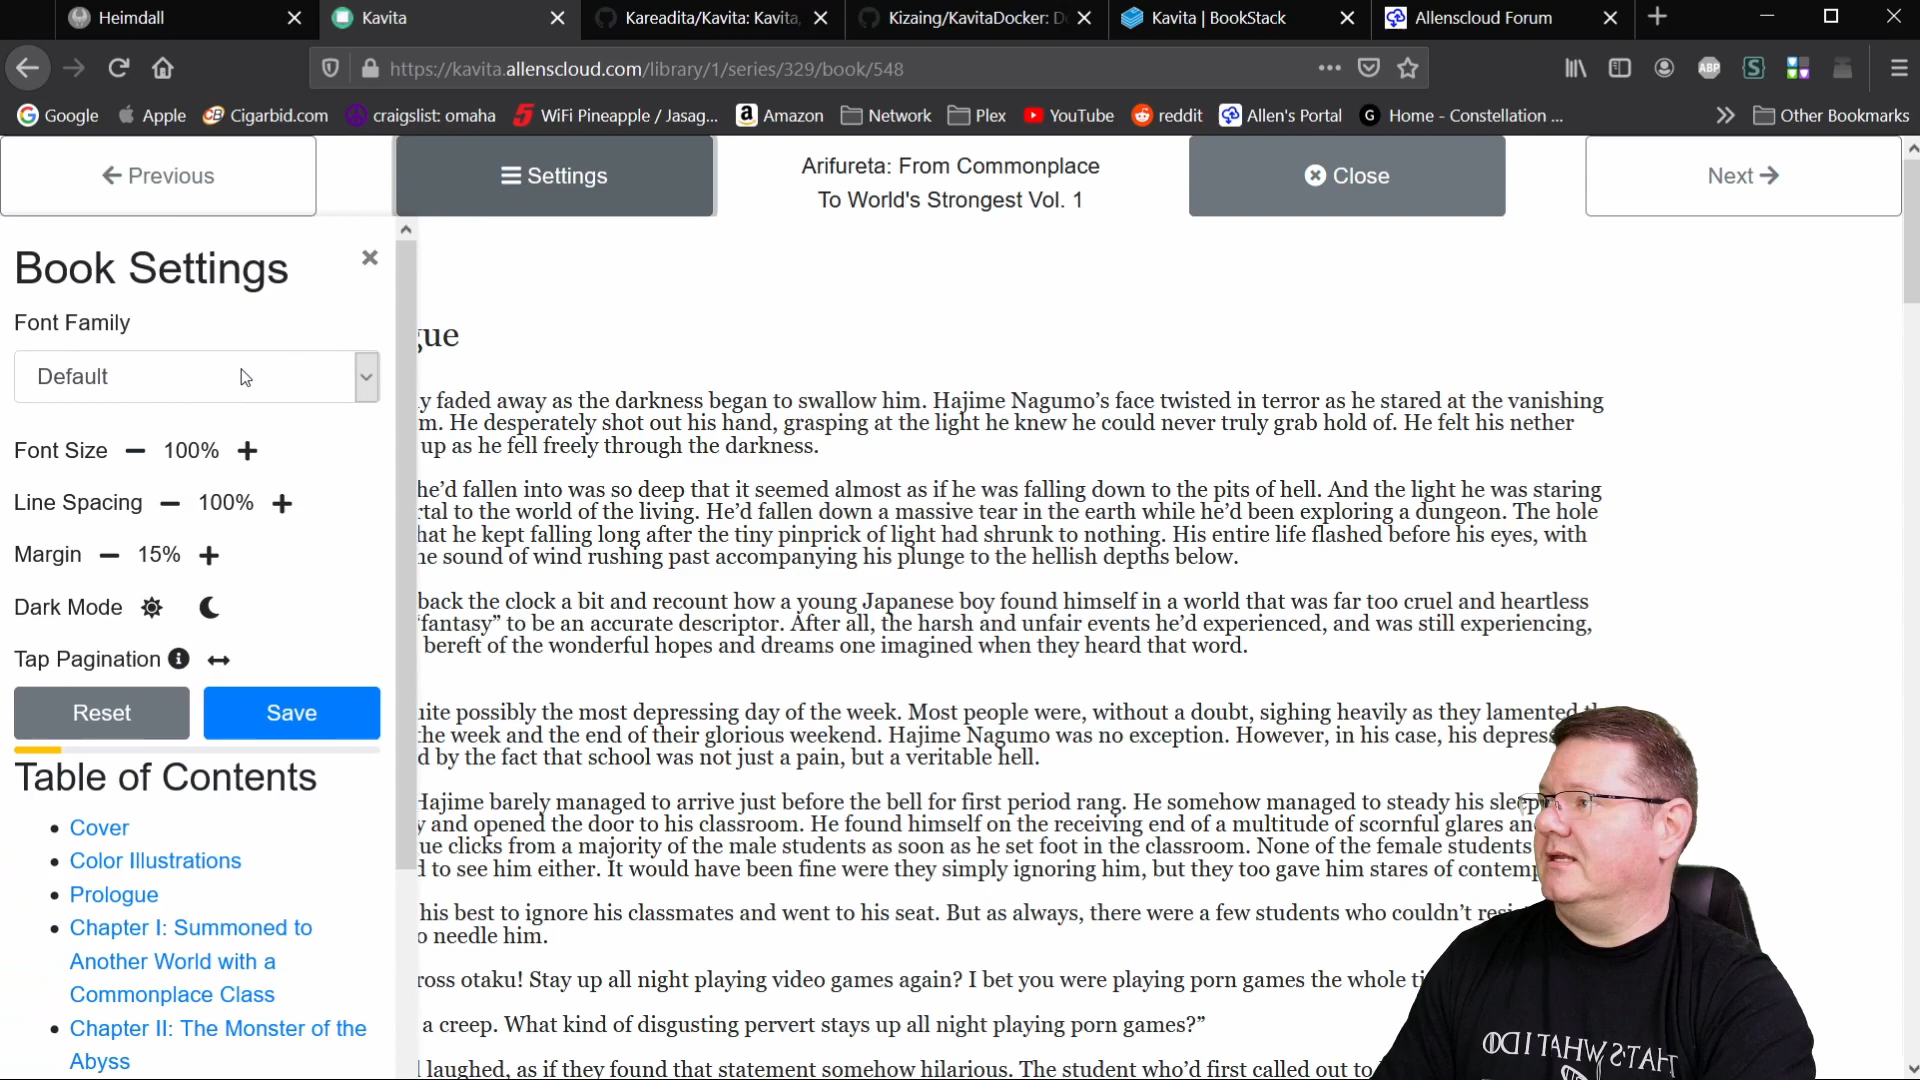 Heimdall
Kavita
Kareadita/Kavita: Kavita,
Kizaing/KavitaDocker: D
Kavita | BookStack
Allenscloud Forum
https://kavita.allenscloud.com/library/1/series/329/book/548
ABP
Google
Apple
Cigarbid.com
craigslist: omaha
WiFi Pineapple / Jasag...
Amazon
Network
Plex
YouTube
reddit
Allen's Portal
Home - Constellation ...
Other Bookmarks
Previous
Settings
Arifureta: From Commonplace
To World's Strongest Vol. 1
Close
Next
Book Settings
Font Family
Default
Font Size 100%
Line Spacing 100%
Margin 15%
Dark Mode
Tap Pagination
Reset
Save
Table of Contents
Cover
Color Illustrations
Prologue
Chapter I: Summoned to
Another World with a
Commonplace Class
Chapter II: The Monster of the
Abyss
gue
y faded away as the darkness began to swallow him. Hajime Nagumo’s face twisted in terror as he stared at the vanishing
m. He desperately shot out his hand, grasping at the light he knew he could never truly grab hold of. He felt his nether
up as he fell freely through the darkness.
he’d fallen into was so deep that it seemed almost as if he was falling down to the pits of hell. And the light he was staring
rtal to the world of the living. He’d fallen down a massive tear in the earth while he’d been exploring a dungeon. The hole
hat he kept falling long after the tiny pinprick of light had shrunk to nothing. His entire life flashed before his eyes, with
he sound of wind rushing past accompanying his plunge to the hellish depths below.
back the clock a bit and recount how a young Japanese boy found himself in a world that was far too cruel and heartless
“fantasy” to be an accurate descriptor. After all, the harsh and unfair events he’d experienced, and was still experiencing,
bereft of the wonderful hopes and dreams one imagined when they heard that word.
uite possibly the most depressing day of the week. Most people were, without a doubt, sighing heavily as they lamented
the week and the end of their glorious weekend. Hajime Nagumo was no exception. However, in his case, his depress
d by the fact that school was not just a pain, but a veritable hell.
Hajime barely managed to arrive just before the bell for first period rang. He somehow managed to steady his sleep
y and opened the door to his classroom. He found himself on the receiving end of a multitude of scornful glares an
ue clicks from a majority of the male students as soon as he set foot in the classroom. None of the female students
d to see him either. It would have been fine were they simply ignoring him, but they too gave him stares of contemp
his best to ignore his classmates and went to his seat. But as always, there were a few students who couldn’t resi
o needle him.
ross otaku! Stay up all night playing video games again? I bet you were playing porn games the whole ti
a creep. What kind of disgusting pervert stays up all night playing porn games?”
l laughed, as if they found that statement somehow hilarious. The student who’d first called out to
THAT'S WHAT I DO